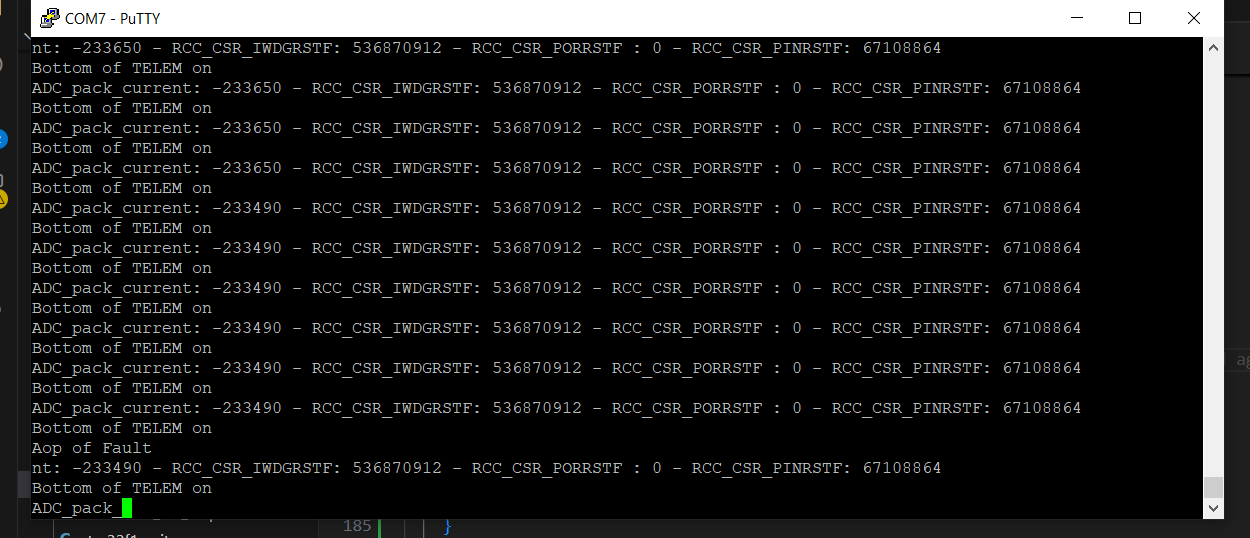 COM7 - PuTTY
nt: -233650 - RCC_CSR_IWDGRSTF: 536870912 - RCC_CSR_PORRSTF : 0 - RCC_CSR_PINRSTF: 67108864
Bottom of TELEM on
ADC_pack_current: -233650 - RCC_CSR_IWDGRSTF: 536870912 - RCC_CSR_PORRSTF : 0 - RCC_CSR_PINRSTF: 67108864
Bottom of TELEM on
ADC_pack_current: -233650 - RCC_CSR_IWDGRSTF: 536870912 - RCC_CSR_PORRSTF : 0 - RCC_CSR_PINRSTF: 67108864
Bottom of TELEM on
ADC_pack_current: -233650 - RCC_CSR_IWDGRSTF: 536870912 - RCC_CSR_PORRSTF : 0 - RCC_CSR_PINRSTF: 67108864
Bottom of TELEM on
ADC_pack_current: -233490 - RCC_CSR_IWDGRSTF: 536870912 - RCC_CSR_PORRSTF : 0 - RCC_CSR_PINRSTF: 67108864
Bottom of TELEM on
ADC_pack_current: -233490 - RCC_CSR_IWDGRSTF: 536870912 - RCC_CSR_PORRSTF : 0 - RCC_CSR_PINRSTF: 67108864
Bottom of TELEM on
ADC_pack_current: -233490 - RCC_CSR_IWDGRSTF: 536870912 - RCC_CSR_PORRSTF : 0 - RCC_CSR_PINRSTF: 67108864
Bottom of TELEM on
ADC_pack_current: -233490 - RCC_CSR_IWDGRSTF: 536870912 - RCC_CSR_PORRSTF : 0 - RCC_CSR_PINRSTF: 67108864
Bottom of TELEM on
ADC_pack_current: -233490 - RCC_CSR_IWDGRSTF: 536870912 - RCC_CSR_PORRSTF : 0 - RCC_CSR_PINRSTF: 67108864
Bottom of TELEM on
ADC_pack_current: -233490 - RCC_CSR_IWDGRSTF: 536870912 - RCC_CSR_PORRSTF : 0 - RCC_CSR_PINRSTF: 67108864
Bottom of TELEM on
Aop of Fault
nt: -233490 - RCC_CSR_IWDGRSTF: 536870912 - RCC_CSR_PORRSTF : 0 - RCC_CSR_PINRSTF: 67108864
Bottom of TELEM on
ADC_pack_
185 }